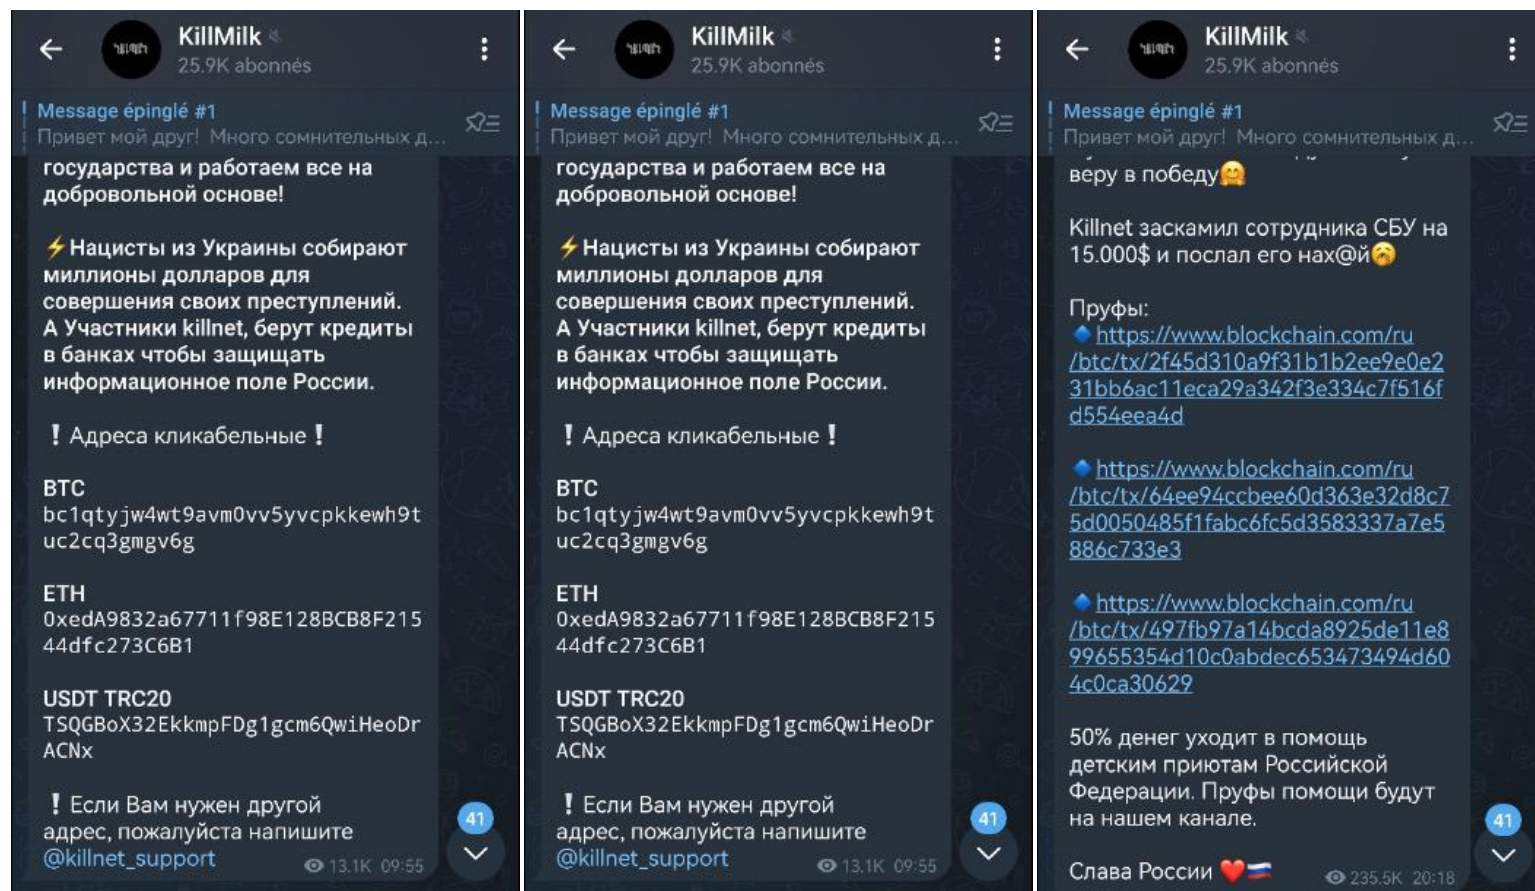 KillMilk
25.9K abonnés
Message épinglé #1
Привет мой друг! Много сомнительных д...
государства и работаем все на
добровольной основе!
⚡Нацисты из Украины собирают
миллионы долларов для
совершения своих преступлений.
А Участники killnet, берут кредиты
в банках чтобы защищать
информационное поле России.
❗Адреса кликабельные❗
BTC
bc1qtyjw4wt9avm0vv5yvcpkkewh9t
uc2cq3gmgv6g
ETH
0xedA9832a67711f98E128BCB8F215
44dfc273C6B1
USDT TRC20
TSQGBoX32EkkmpFDg1gcm6QwiHeoDr
ACNx
❗Если Вам нужен другой
адрес, пожалуйста напишите
@killnet_support
13.1K 09:55
41
KillMilk
25.9K abonnés
Message épinglé #1
Привет мой друг! Много сомнительных д...
государства и работаем все на
добровольной основе!
⚡Нацисты из Украины собирают
миллионы долларов для
совершения своих преступлений.
А Участники killnet, берут кредиты
в банках чтобы защищать
информационное поле России.
❗Адреса кликабельные❗
BTC
bc1qtyjw4wt9avm0vv5yvcpkkewh9t
uc2cq3gmgv6g
ETH
0xedA9832a67711f98E128BCB8F215
44dfc273C6B1
USDT TRC20
TSQGBoX32EkkmpFDg1gcm6QwiHeoDr
ACNx
❗Если Вам нужен другой
адрес, пожалуйста напишите
@killnet_support
13.1K 09:55
41
KillMilk
25.9K abonnés
Message épinglé #1
Привет мой друг! Много сомнительных д...
веру в победу🤗
Killnet заскамил сотрудника СБУ на
15.000$ и послал его нах@й🥱
Пруфы:
🔹https://www.blockchain.com/ru
/btc/tx/2f45d310a9f31b1b2ee9e0e2
31bb6ac11eca29a342f3e334c7f516f
d554eea4d
🔹https://www.blockchain.com/ru
/btc/tx/64ee94ccbee60d363e32d8c7
5d0050485f1fabc6fc5d3583337a7e5
886c733e3
🔹https://www.blockchain.com/ru
/btc/tx/497fb97a14bcda8925de11e8
99655354d10c0abdec653473494d60
4c0ca30629
50% денег уходит в помощь
детским приютам Российской
Федерации. Пруфы помощи будут
на нашем канале.
Слава России ❤️🇷🇺
235.5K 20:18
41